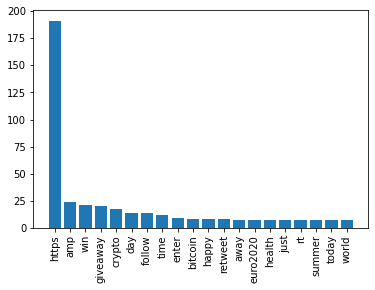 200
175
150
125
100
75
50
25
0
https
amp
win
giveaway
crypto
day
follow
time
enter
bitcoin
happy
retweet
away
euro2020
health
just
rt
summer
today
world